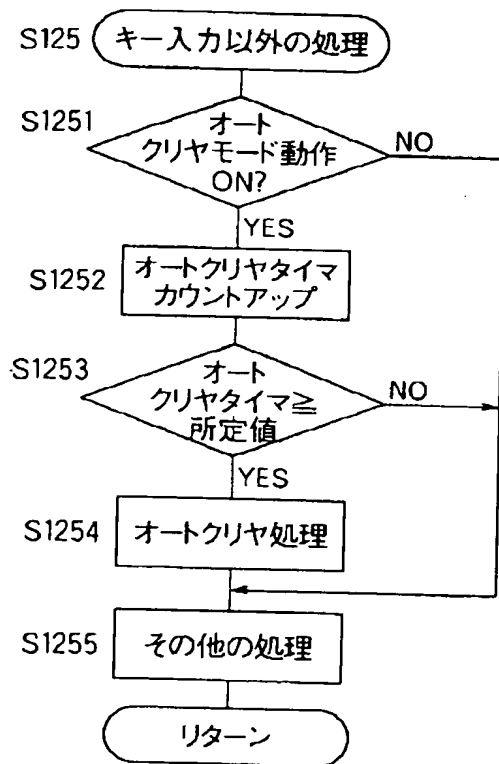 S125
キー入力以外の処理
S1251
オート
クリヤモード動作
ON?
NO
YES
S1252
オートクリヤタイマ
カウントアップ
S1253
オート
クリヤタイマ≧
所定値
NO
YES
S1254
オートクリヤ処理
S1255
その他の処理
リターン